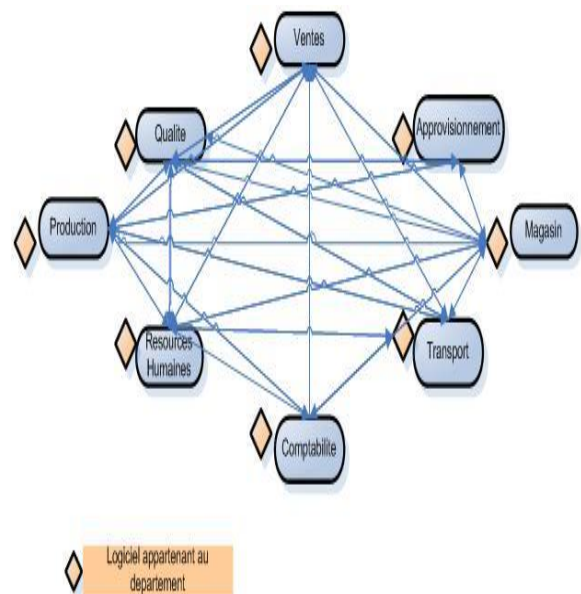 Ventes
Qualite
Approvisionnement
Production
Magasin
Resources
Humaines
Transport
Comptabilite
Logiciel appartenant au
departement